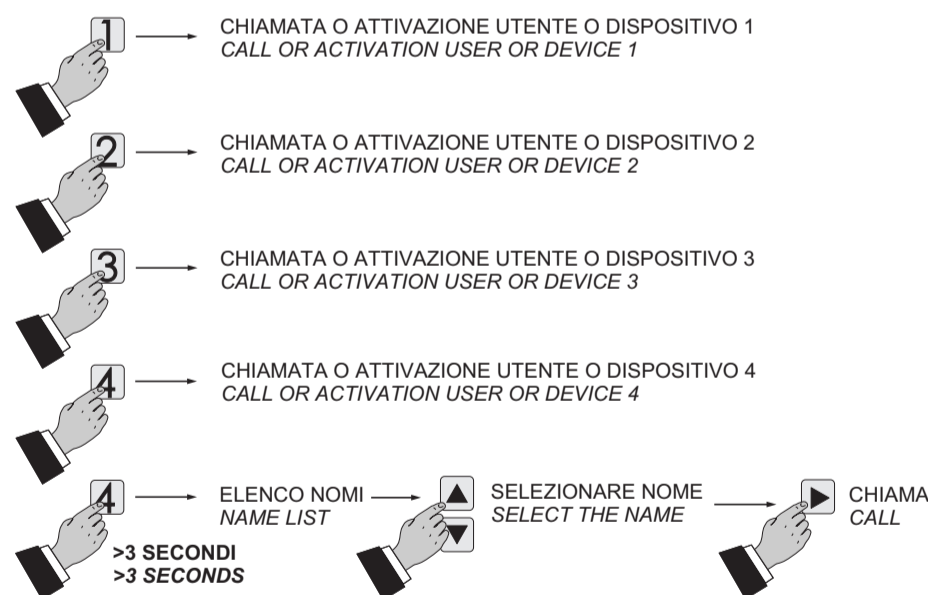 1
CHIAMATA O ATTIVAZIONE UTENTE O DISPOSITIVO 1
CALL OR ACTIVATION USER OR DEVICE 1
2
CHIAMATA O ATTIVAZIONE UTENTE O DISPOSITIVO 2
CALL OR ACTIVATION USER OR DEVICE 2
3
CHIAMATA O ATTIVAZIONE UTENTE O DISPOSITIVO 3
CALL OR ACTIVATION USER OR DEVICE 3
4
CHIAMATA O ATTIVAZIONE UTENTE O DISPOSITIVO 4
CALL OR ACTIVATION USER OR DEVICE 4
4
>3 SECONDI
>3 SECONDS
ELENCO NOMI
NAME LIST
SELEZIONARE NOME
SELECT THE NAME
CHIAMA
CALL